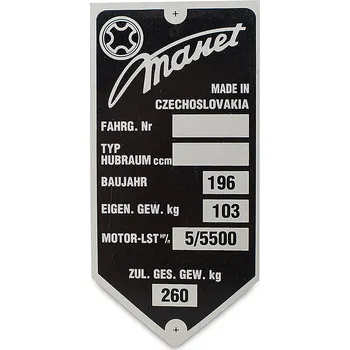 Manet
MADE IN
CZECHOSLOVAKIA
FAHRG. Nr
TYP
HUBRAUM ccm
BAUJAHR 196
EIGEN. GEW. kg 103
MOTOR-LST HP/n 5/5500
ZUL. GES. GEW. kg
260